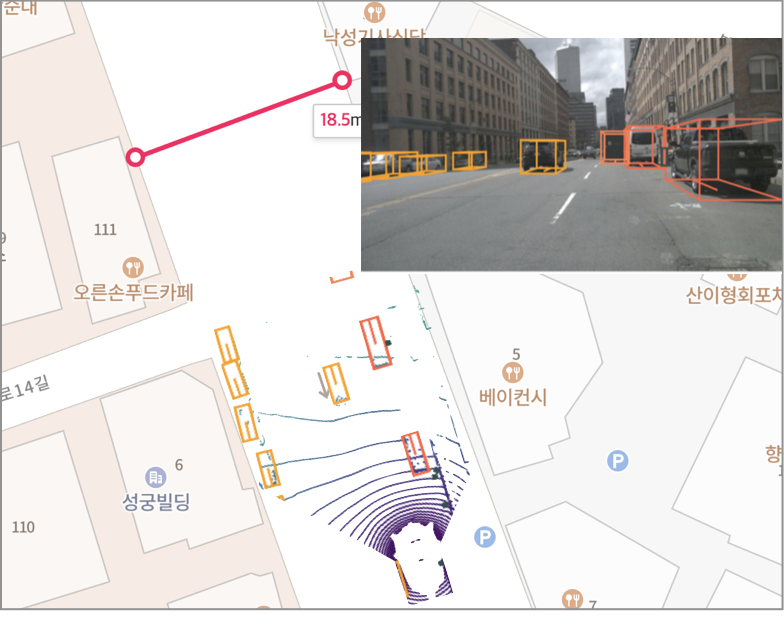 순대
낙성기사식당
18.5m
111
오른손푸드카페
산이형회포차
5
베이컨시
로14길
P
향
6
성궁빌딩
110
P
7